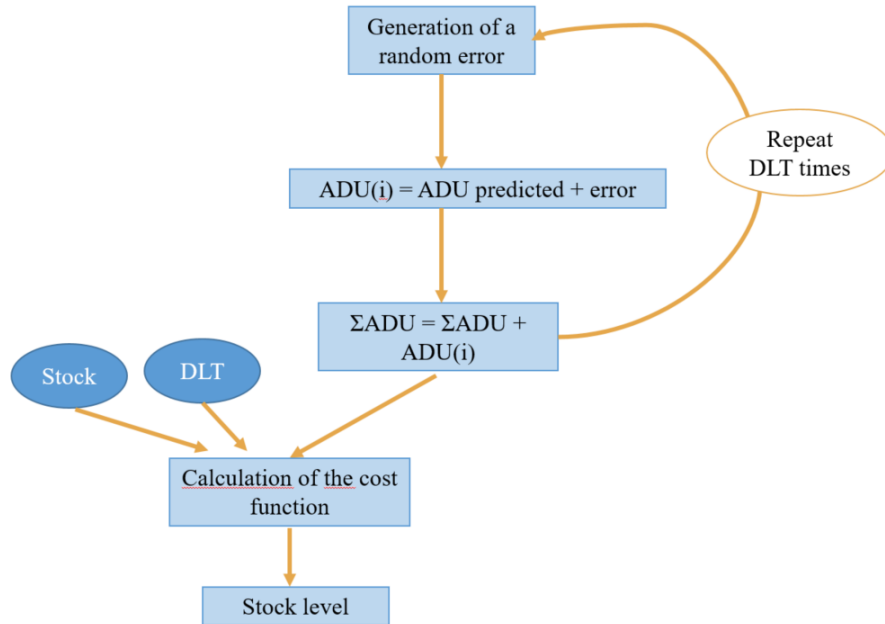 Generation of a
random error
Repeat
DLT times
ADU(i) = ADU predicted + error
ΣADU = ΣADU +
ADU(i)
Stock
DLT
Calculation of the cost
function
Stock level